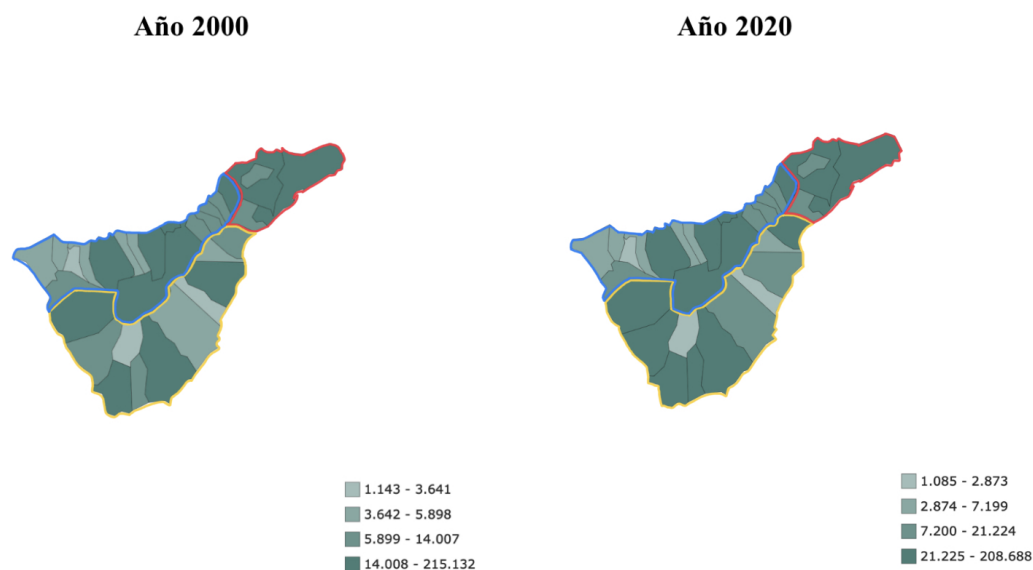 Año 2000
Año 2020
1.143 - 3.641
3.642 - 5.898
5.899 - 14.007
14.008 - 215.132
1.085 - 2.873
2.874 - 7.199
7.200 - 21.224
21.225 - 208.688